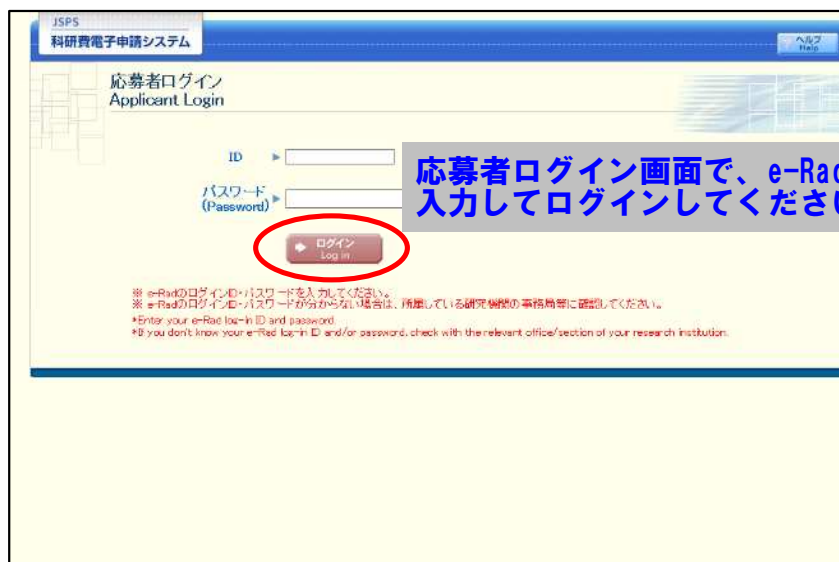 JSPS
科研費電子申請システム
ヘルプ
Help
応募者ログイン
Applicant Login
ID
パスワード
(Password)
応募者ログイン画面で、e-Rad
入力してログインしてください
ログイン
Log in
※ e-RadのログインID・パスワードを入力してください。
※ e-RadのログインID・パスワードが分からない場合は、所属している研究機関の事務局等に確認してください。
*Enter your e-Rad log-in ID and password.
*If you don't know your e-Rad log-in ID and/or password, check with the relevant office/section of your research institution.